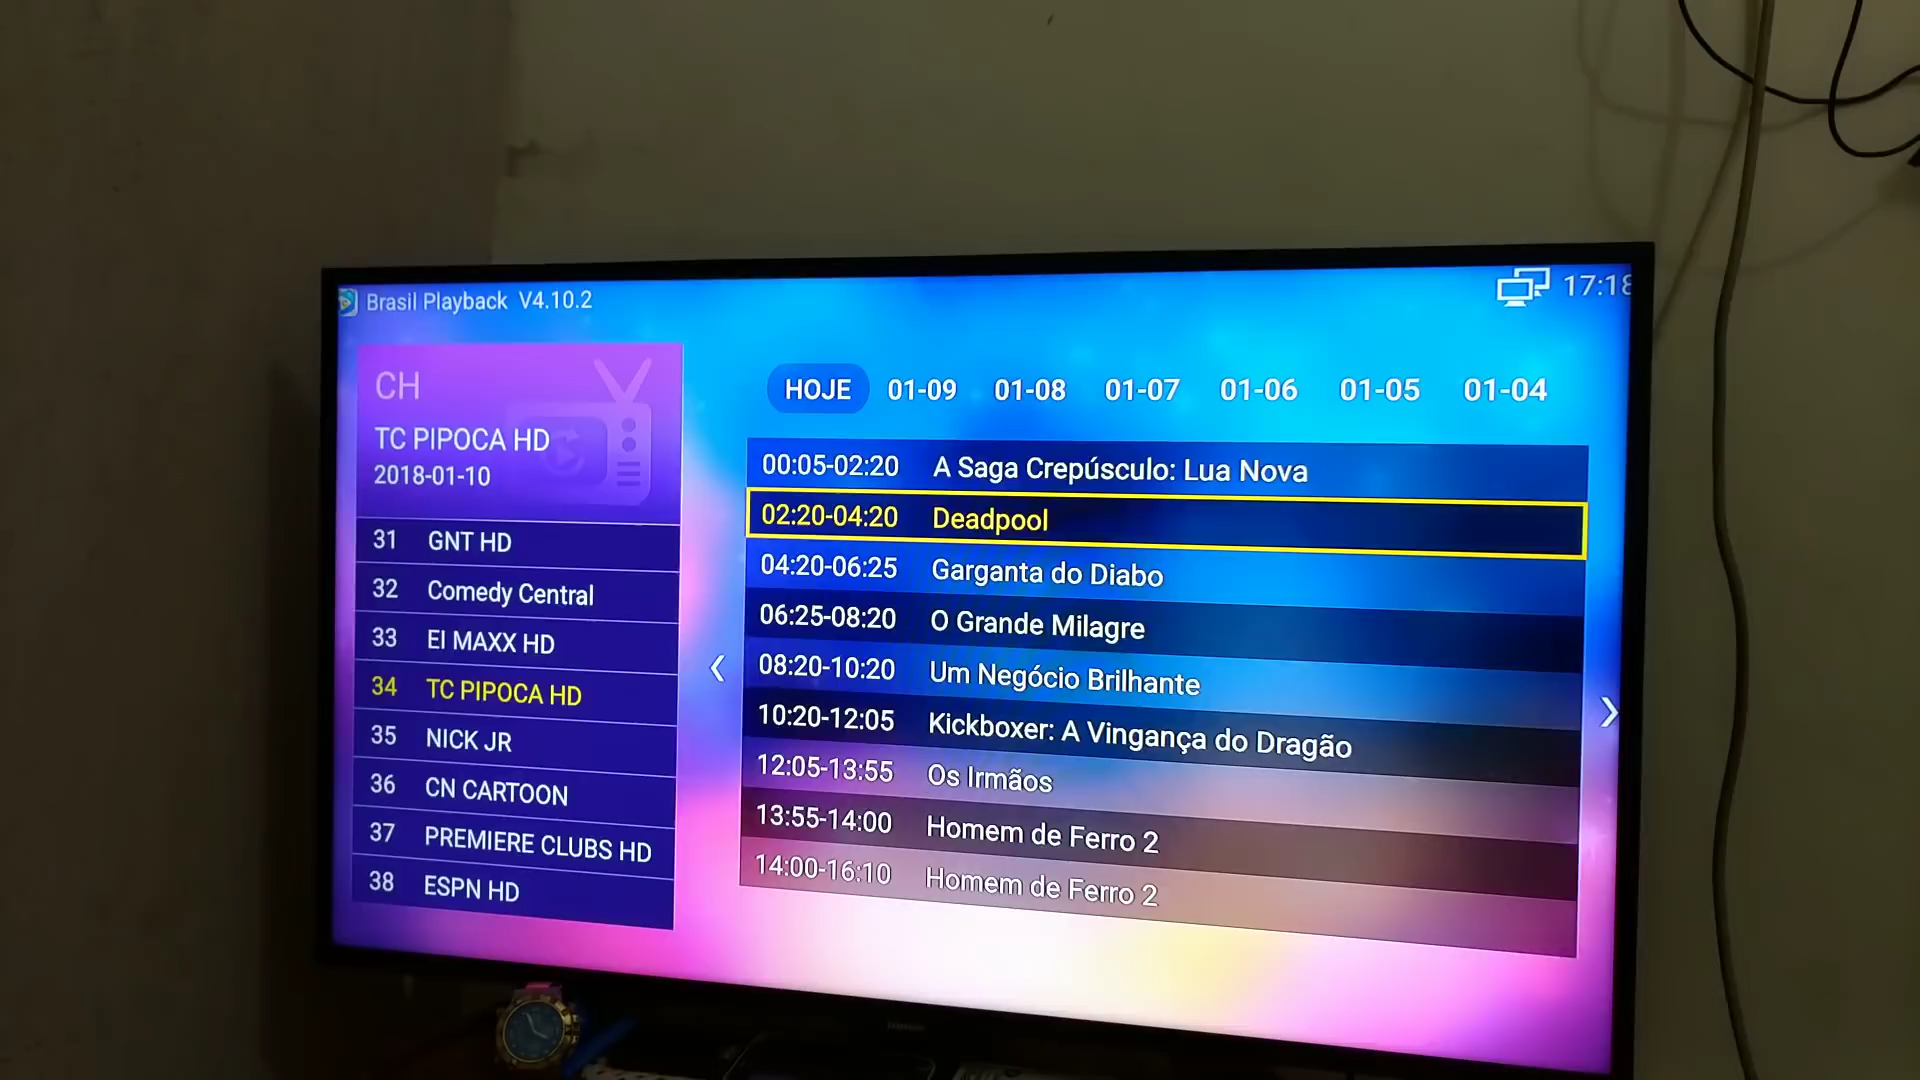 Brasil Playback V4.10.2
17:18
CH
TC PIPOCA HD
2018-01-10
31 GNT HD
32 Comedy Central
33 EI MAXX HD
34 TC PIPOCA HD
35 NICK JR
36 CN CARTOON
37 PREMIERE CLUBS HD
38 ESPN HD
HOJE 01-09 01-08 01-07 01-06 01-05 01-04
00:05-02:20 A Saga Crepúsculo: Lua Nova
02:20-04:20 Deadpool
04:20-06:25 Garganta do Diabo
06:25-08:20 O Grande Milagre
08:20-10:20 Um Negócio Brilhante
10:20-12:05 Kickboxer: A Vingança do Dragão
12:05-13:55 Os Irmãos
13:55-14:00 Homem de Ferro 2
14:00-16:10 Homem de Ferro 2